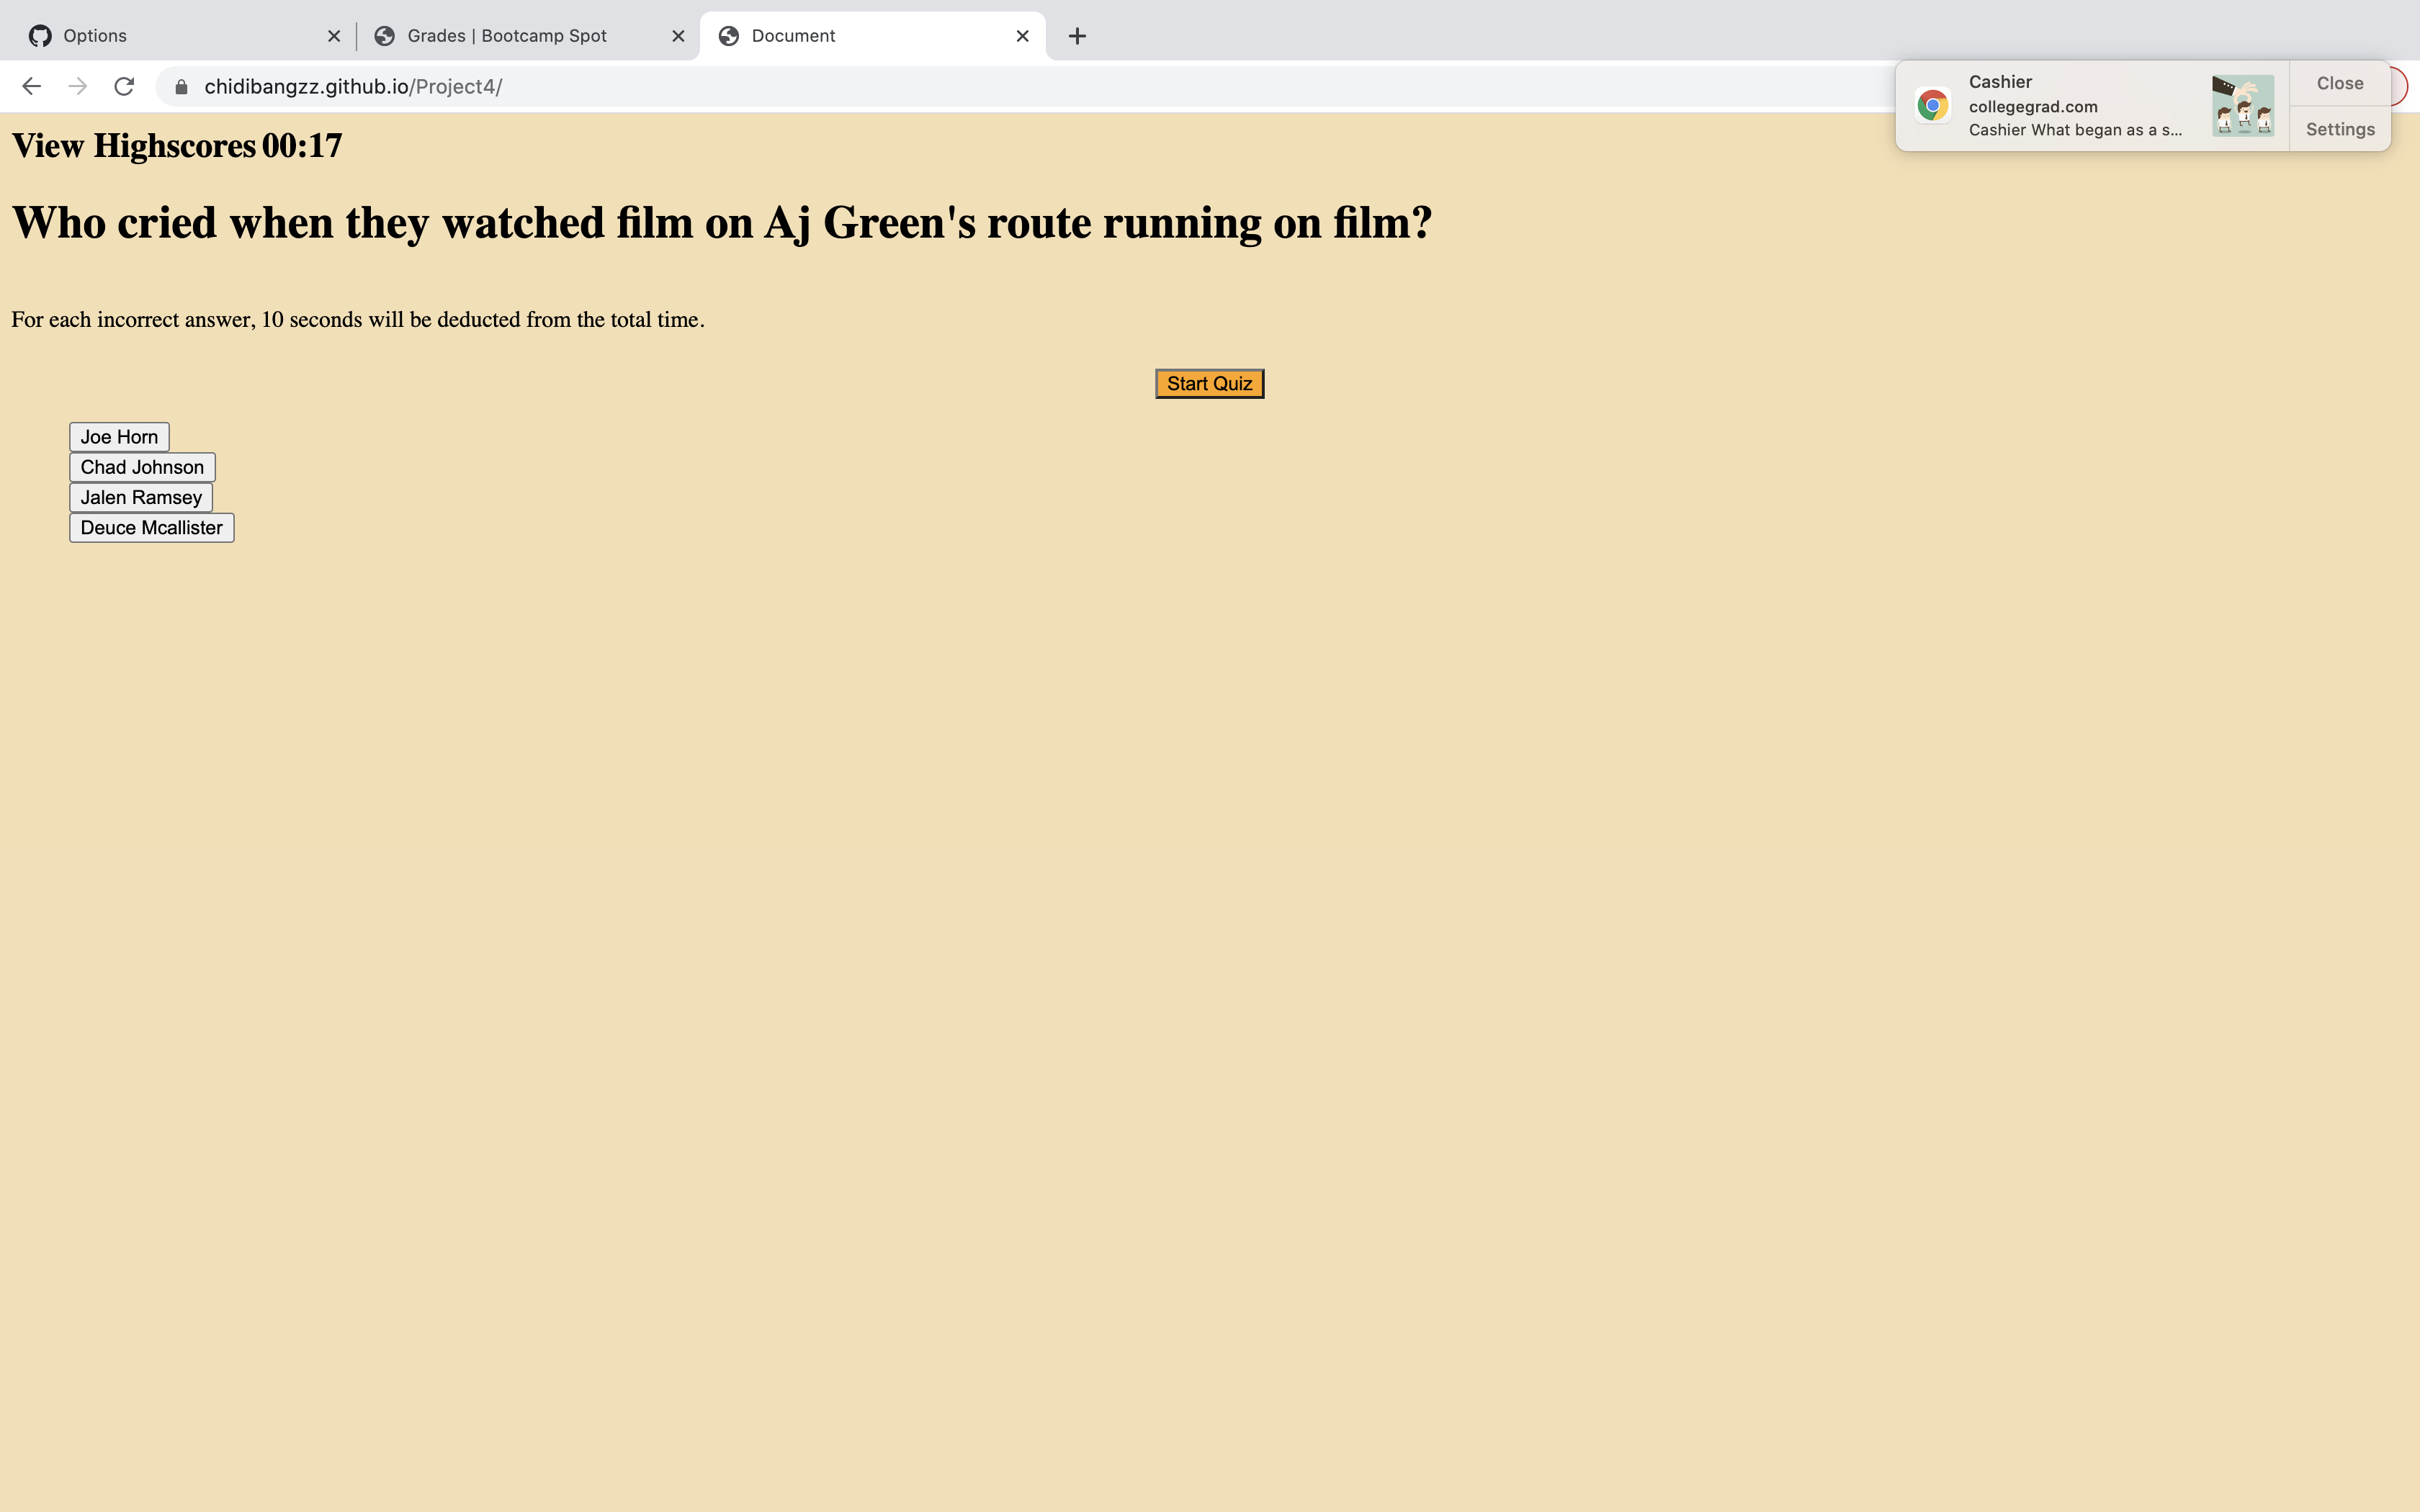 Options
Grades | Bootcamp Spot
Document
chidibangzz.github.io/Project4/
Cashier
collegegrad.com
Cashier What began as a s...
Close
Settings
View Highscores 00:17
Who cried when they watched film on Aj Green's route running on film?
For each incorrect answer, 10 seconds will be deducted from the total time.
Start Quiz
Joe Horn
Chad Johnson
Jalen Ramsey
Deuce Mcallister